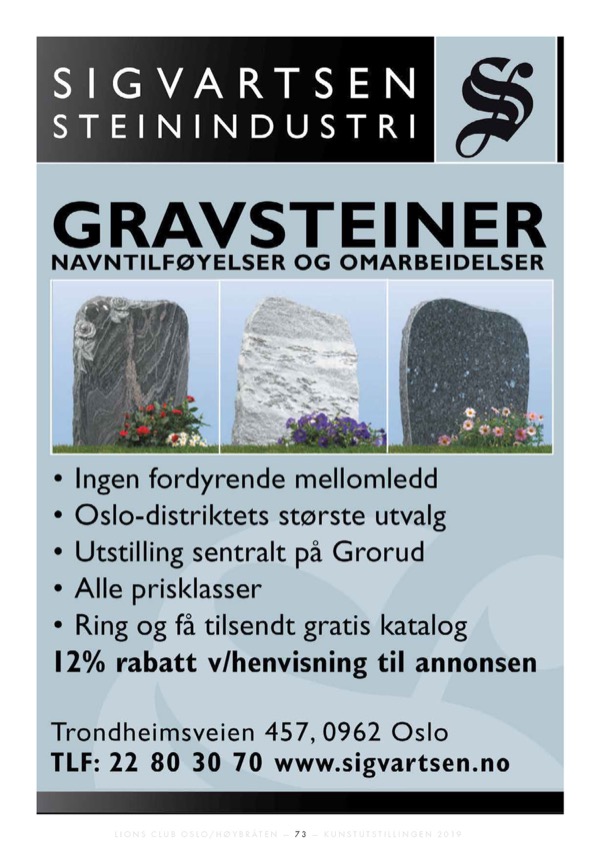 SIGVARTSEN
STEININDUSTRI
S
GRAVSTEINER
NAVNTILFØYELSER OG OMARBEIDELSER
• Ingen fordyrende mellomledd
• Oslo-distriktets største utvalg
• Utstilling sentralt på Grorud
• Alle prisklasser
• Ring og få tilsendt gratis katalog
12% rabatt v/henvisning til annonsen
Trondheimsveien 457, 0962 Oslo
TLF: 22 80 30 70 www.sigvartsen.no
LIONS CLUB OSLO/HØYBRÅTEN – 73 – KUNSTUTSTILLINGEN 2019